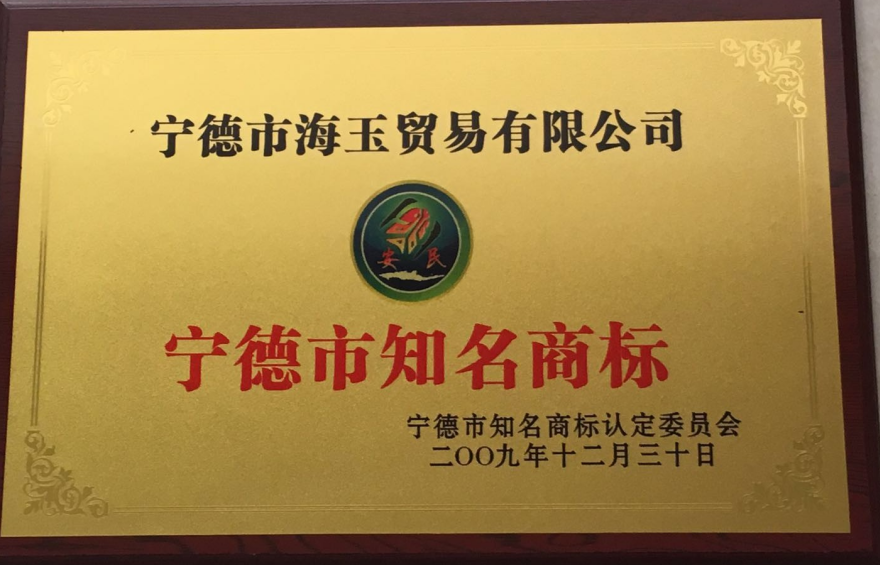 宁德市海玉贸易有限公司
安民
宁德市知名商标
宁德市知名商标认定委员会
二OO九年十二月三十日